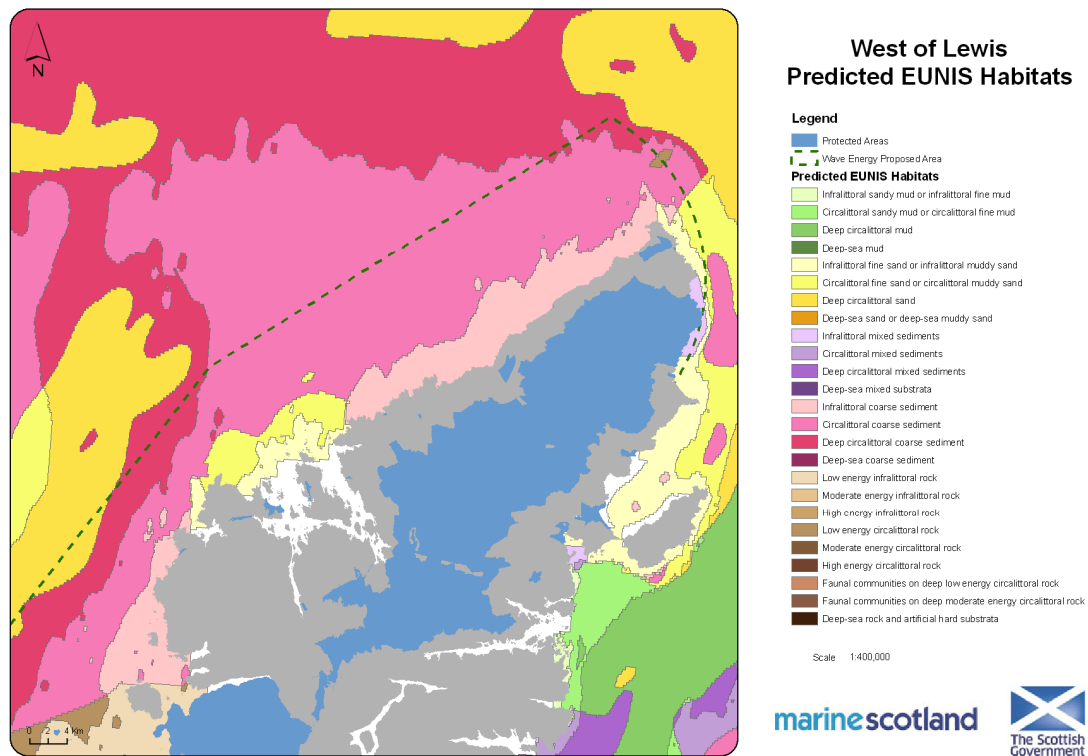 N
0 2 4 Km
West of Lewis
Predicted EUNIS Habitats
Legend
Protected Areas
Wave Energy Proposed Area
Predicted EUNIS Habitats
Infralittoral sandy mud or infralittoral fine mud
Circalittoral sandy mud or circalittoral fine mud
Deep circalittoral mud
Deep-sea mud
Infralittoral fine sand or infralittoral muddy sand
Circalittoral fine sand or circalittoral muddy sand
Deep circalittoral sand
Deep-sea sand or deep-sea muddy sand
Infralittoral mixed sediments
Circalittoral mixed sediments
Deep circalittoral mixed sediments
Deep-sea mixed substrata
Infralittoral coarse sediment
Circalittoral coarse sediment
Deep circalittoral coarse sediment
Deep-sea coarse sediment
Low energy infralittoral rock
Moderate energy infralittoral rock
High energy infralittoral rock
Low energy circalittoral rock
Moderate energy circalittoral rock
High energy circalittoral rock
Faunal communities on deep low energy circalittoral rock
Faunal communities on deep moderate energy circalittoral rock
Deep-sea rock and artificial hard substrata
Scale 1:400,000
marinescotland
The Scottish
Government